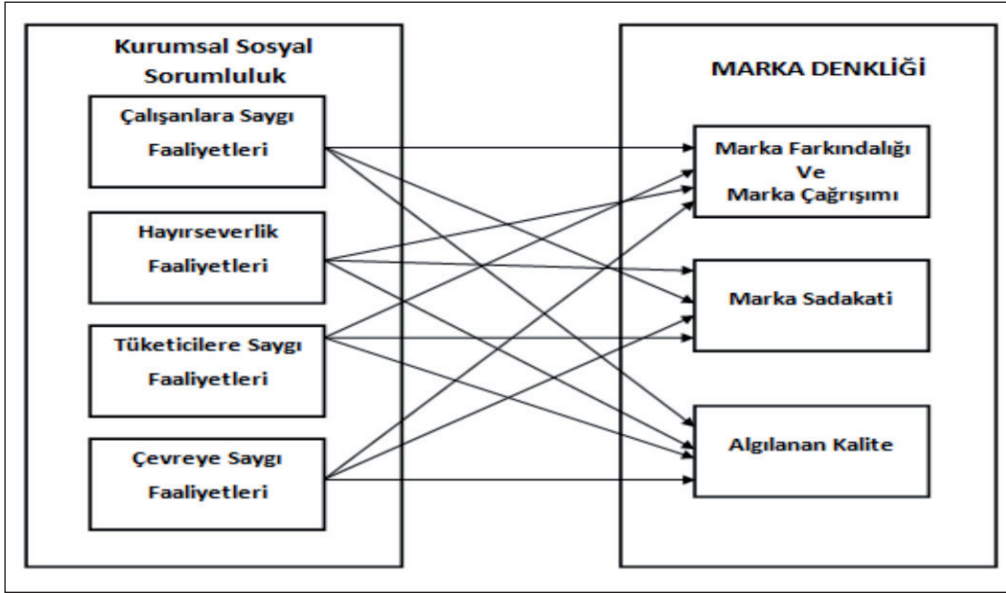 Kurumsal Sosyal
Sorumluluk
Çalışanlara Saygı
Faaliyetleri
Hayırseverlik
Faaliyetleri
Tüketicilere Saygı
Faaliyetleri
Çevreye Saygı
Faaliyetleri
MARKA DENKLİĞİ
Marka Farkındalığı
Ve
Marka Çağrışımı
Marka Sadakati
Algılanan Kalite